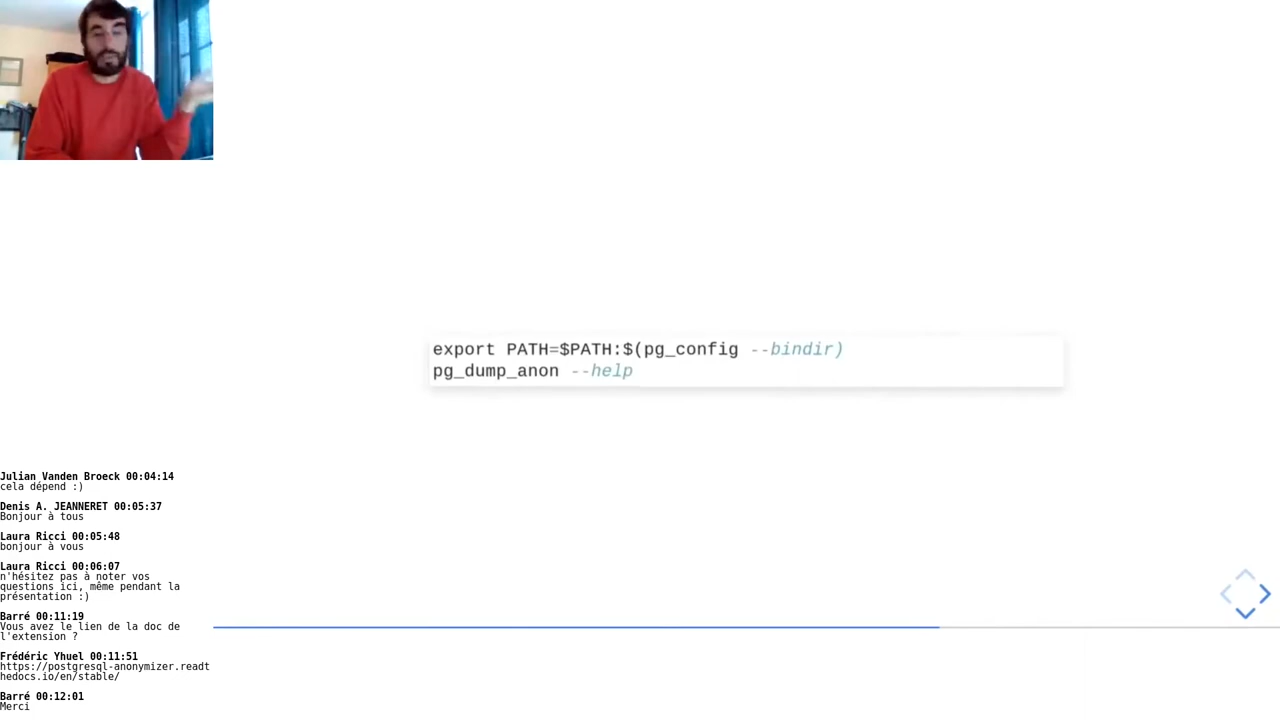 export PATH=$PATH:$(pg_config --bindir)
pg_dump_anon --help
Julian Vanden Broeck 00:04:14
cela dépend :)
Denis A. JEANNERET 00:05:37
Bonjour à tous
Laura Ricci 00:05:48
bonjour à vous
Laura Ricci 00:06:07
n'hésitez pas à noter vos
questions ici, même pendant la
présentation :)
Barré 00:11:19
Vous avez le lien de la doc de
l'extension ?
Frédéric Yhuel 00:11:51
https://postgresql-anonymizer.readt
hedocs.io/en/stable/
Barré 00:12:01
Merci